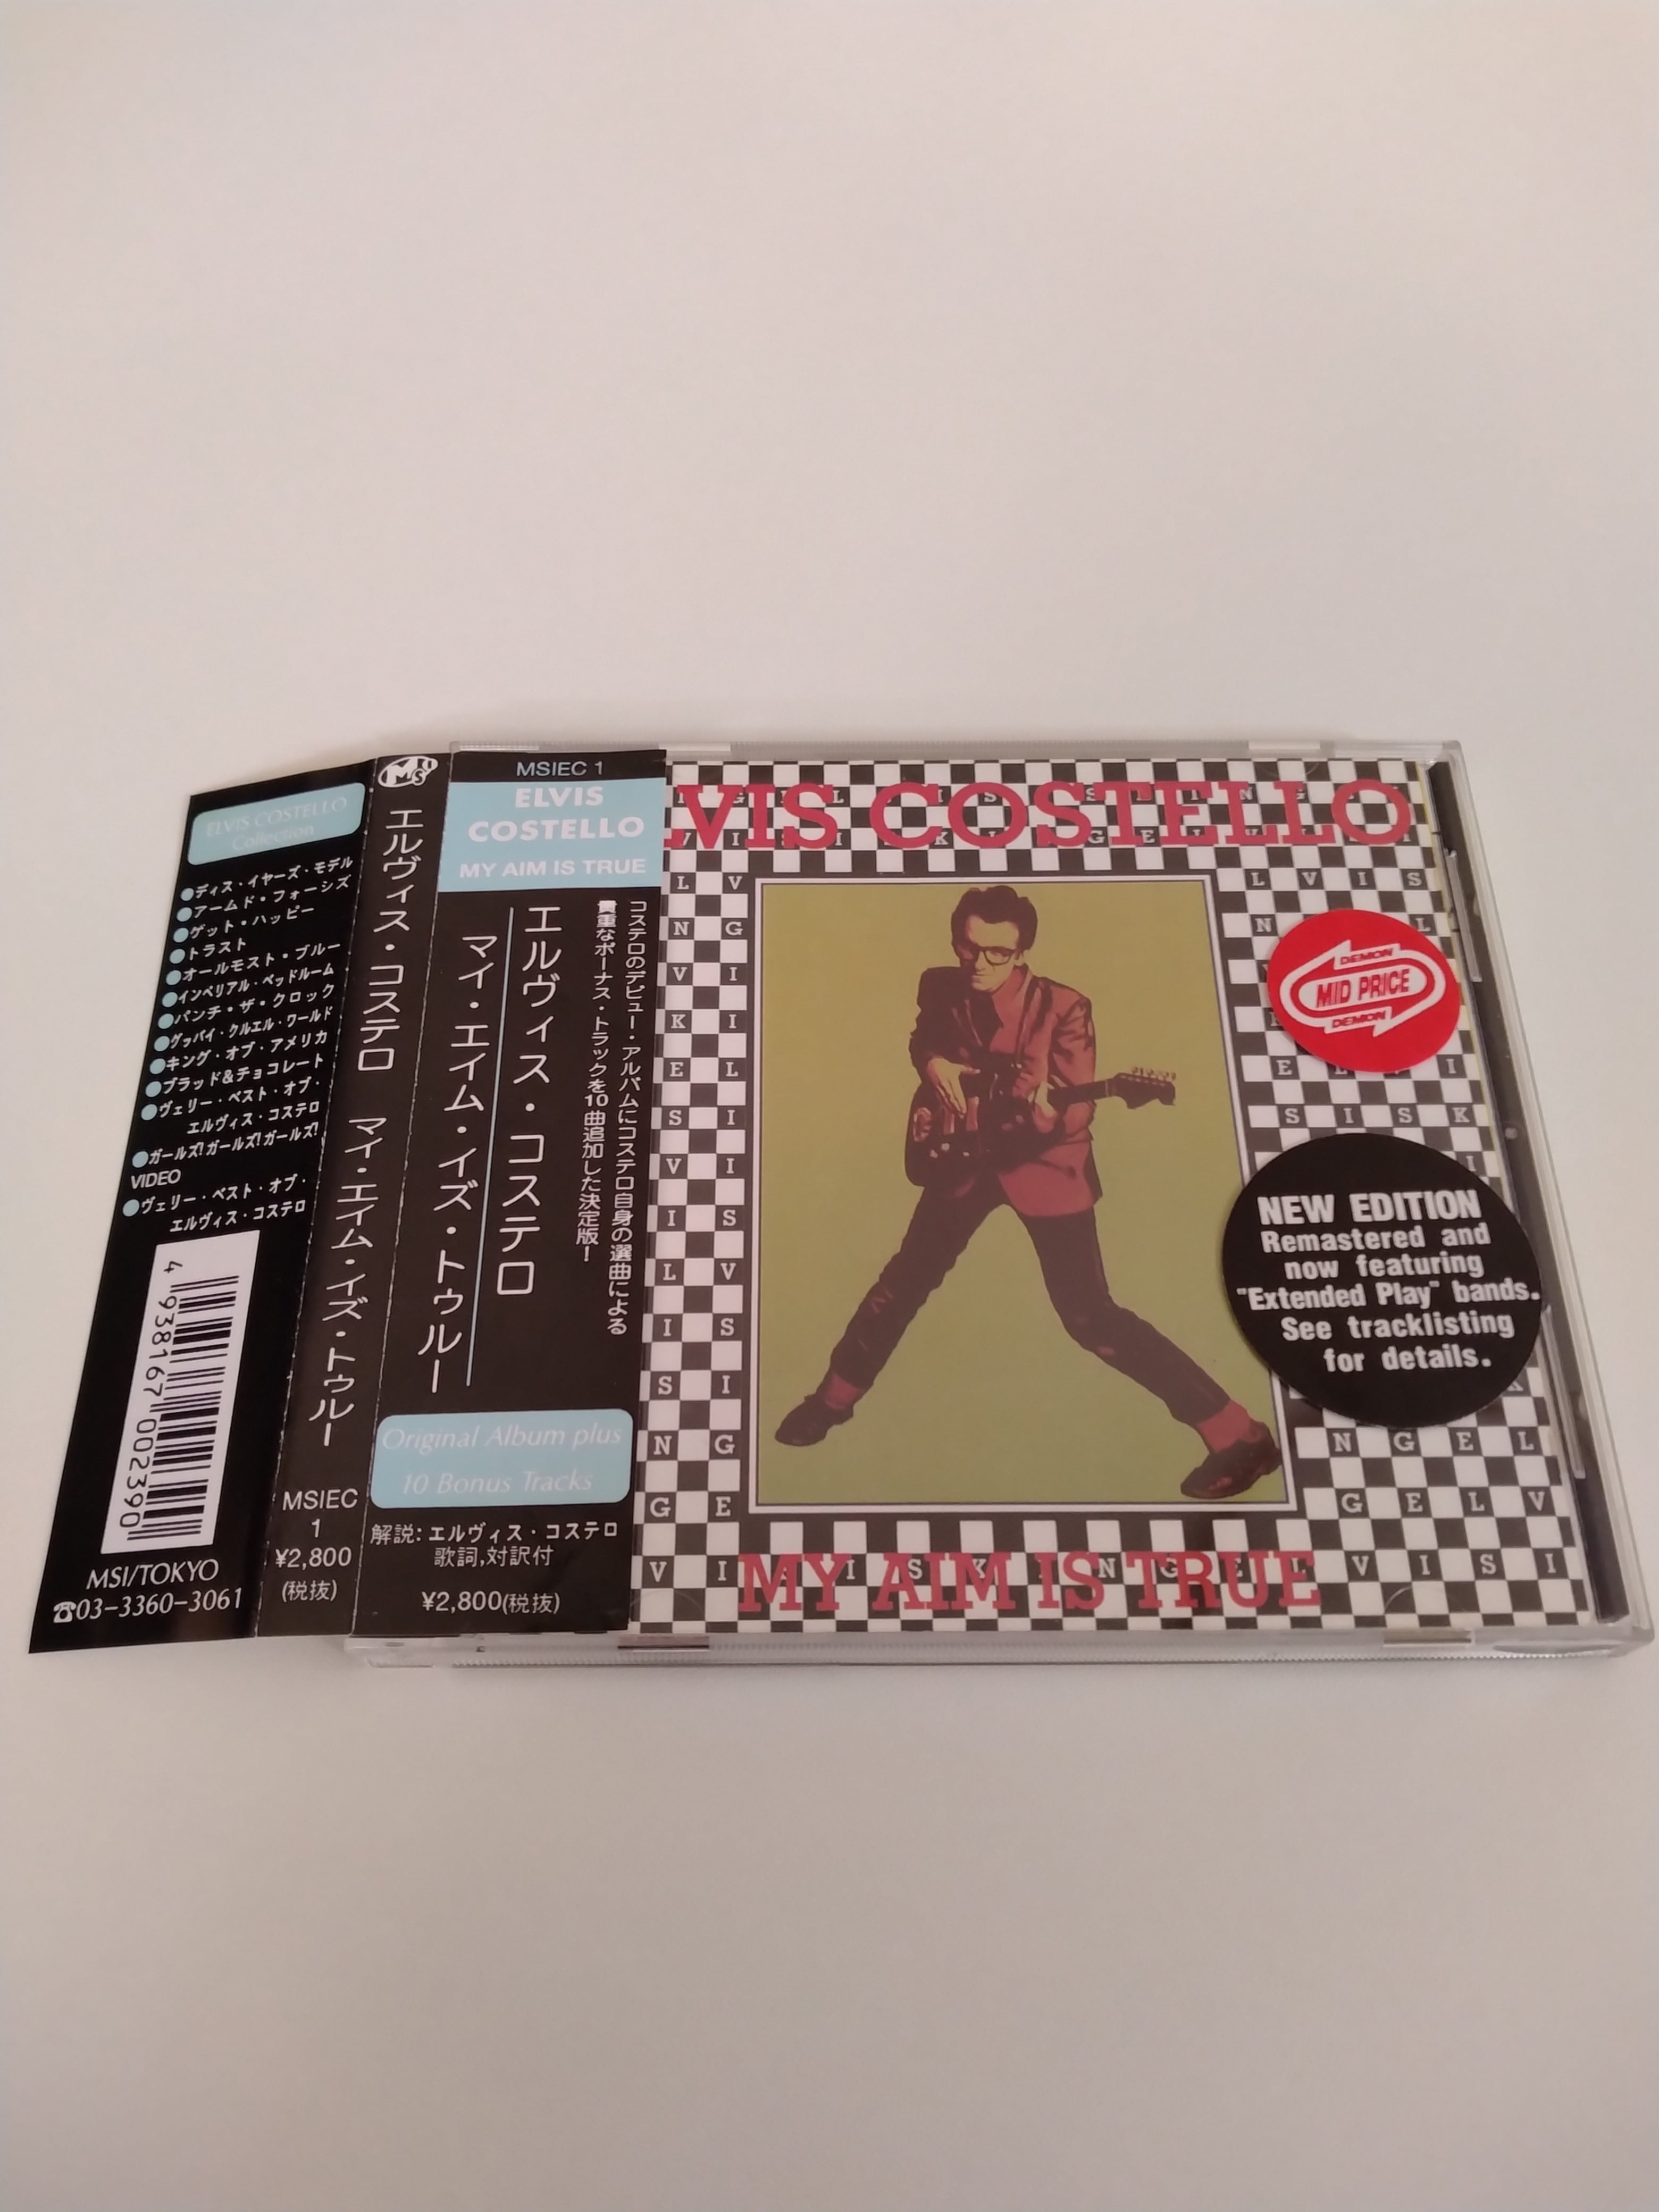 ELVIS COSTELLO
Collection
●ディス・イヤーズ・モデル
●アームド・フォーシズ
●ゲット・ハッピー
●トラスト
●オールモスト・ブルー
●インペリアル・ベッドルーム
●パンチ・ザ・クロック
●グッバイ・クルエル・ワールド
●キング・オブ・アメリカ
●ブラッド&チョコレート
●ヴェリー・ベスト・オブ・
エルヴィス・コステロ
●ガールズ!ガールズ!ガールズ!
VIDEO
●ヴェリー・ベスト・オブ・
エルヴィス・コステロ
4 938167 002390
MSI/TOKYO
☎03-3360-3061
MSI
エルヴィス・コステロ マイ・エイム・イズ・トゥルー
MSIEC
1
¥2,800
(税抜)
MSIEC 1
ELVIS
COSTELLO
MY AIM IS TRUE
コステロのデビュー・アルバムにコステロ自身の選曲による
貴重なボーナス・トラックを10曲追加した決定版!
エルヴィス・コステロ
マイ・エイム・イズ・トゥルー
Original Album plus
10 Bonus Tracks
解説:エルヴィス・コステロ
歌詞,対訳付
¥2,800(税抜)
LVIS COSTELLO
DEMON
MID PRICE
DEMON
NEW EDITION
Remastered and
now featuring
"Extended Play" bands.
See tracklisting
for details.
MY AIM IS TRUE